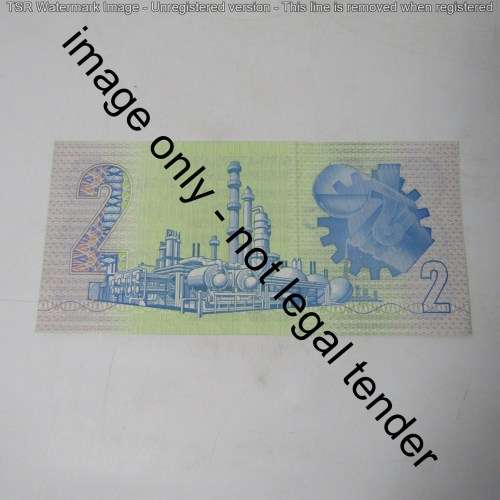 TSR Watermark Image - Unregistered version - This line is removed when registered
image only - not legal tender
2
2